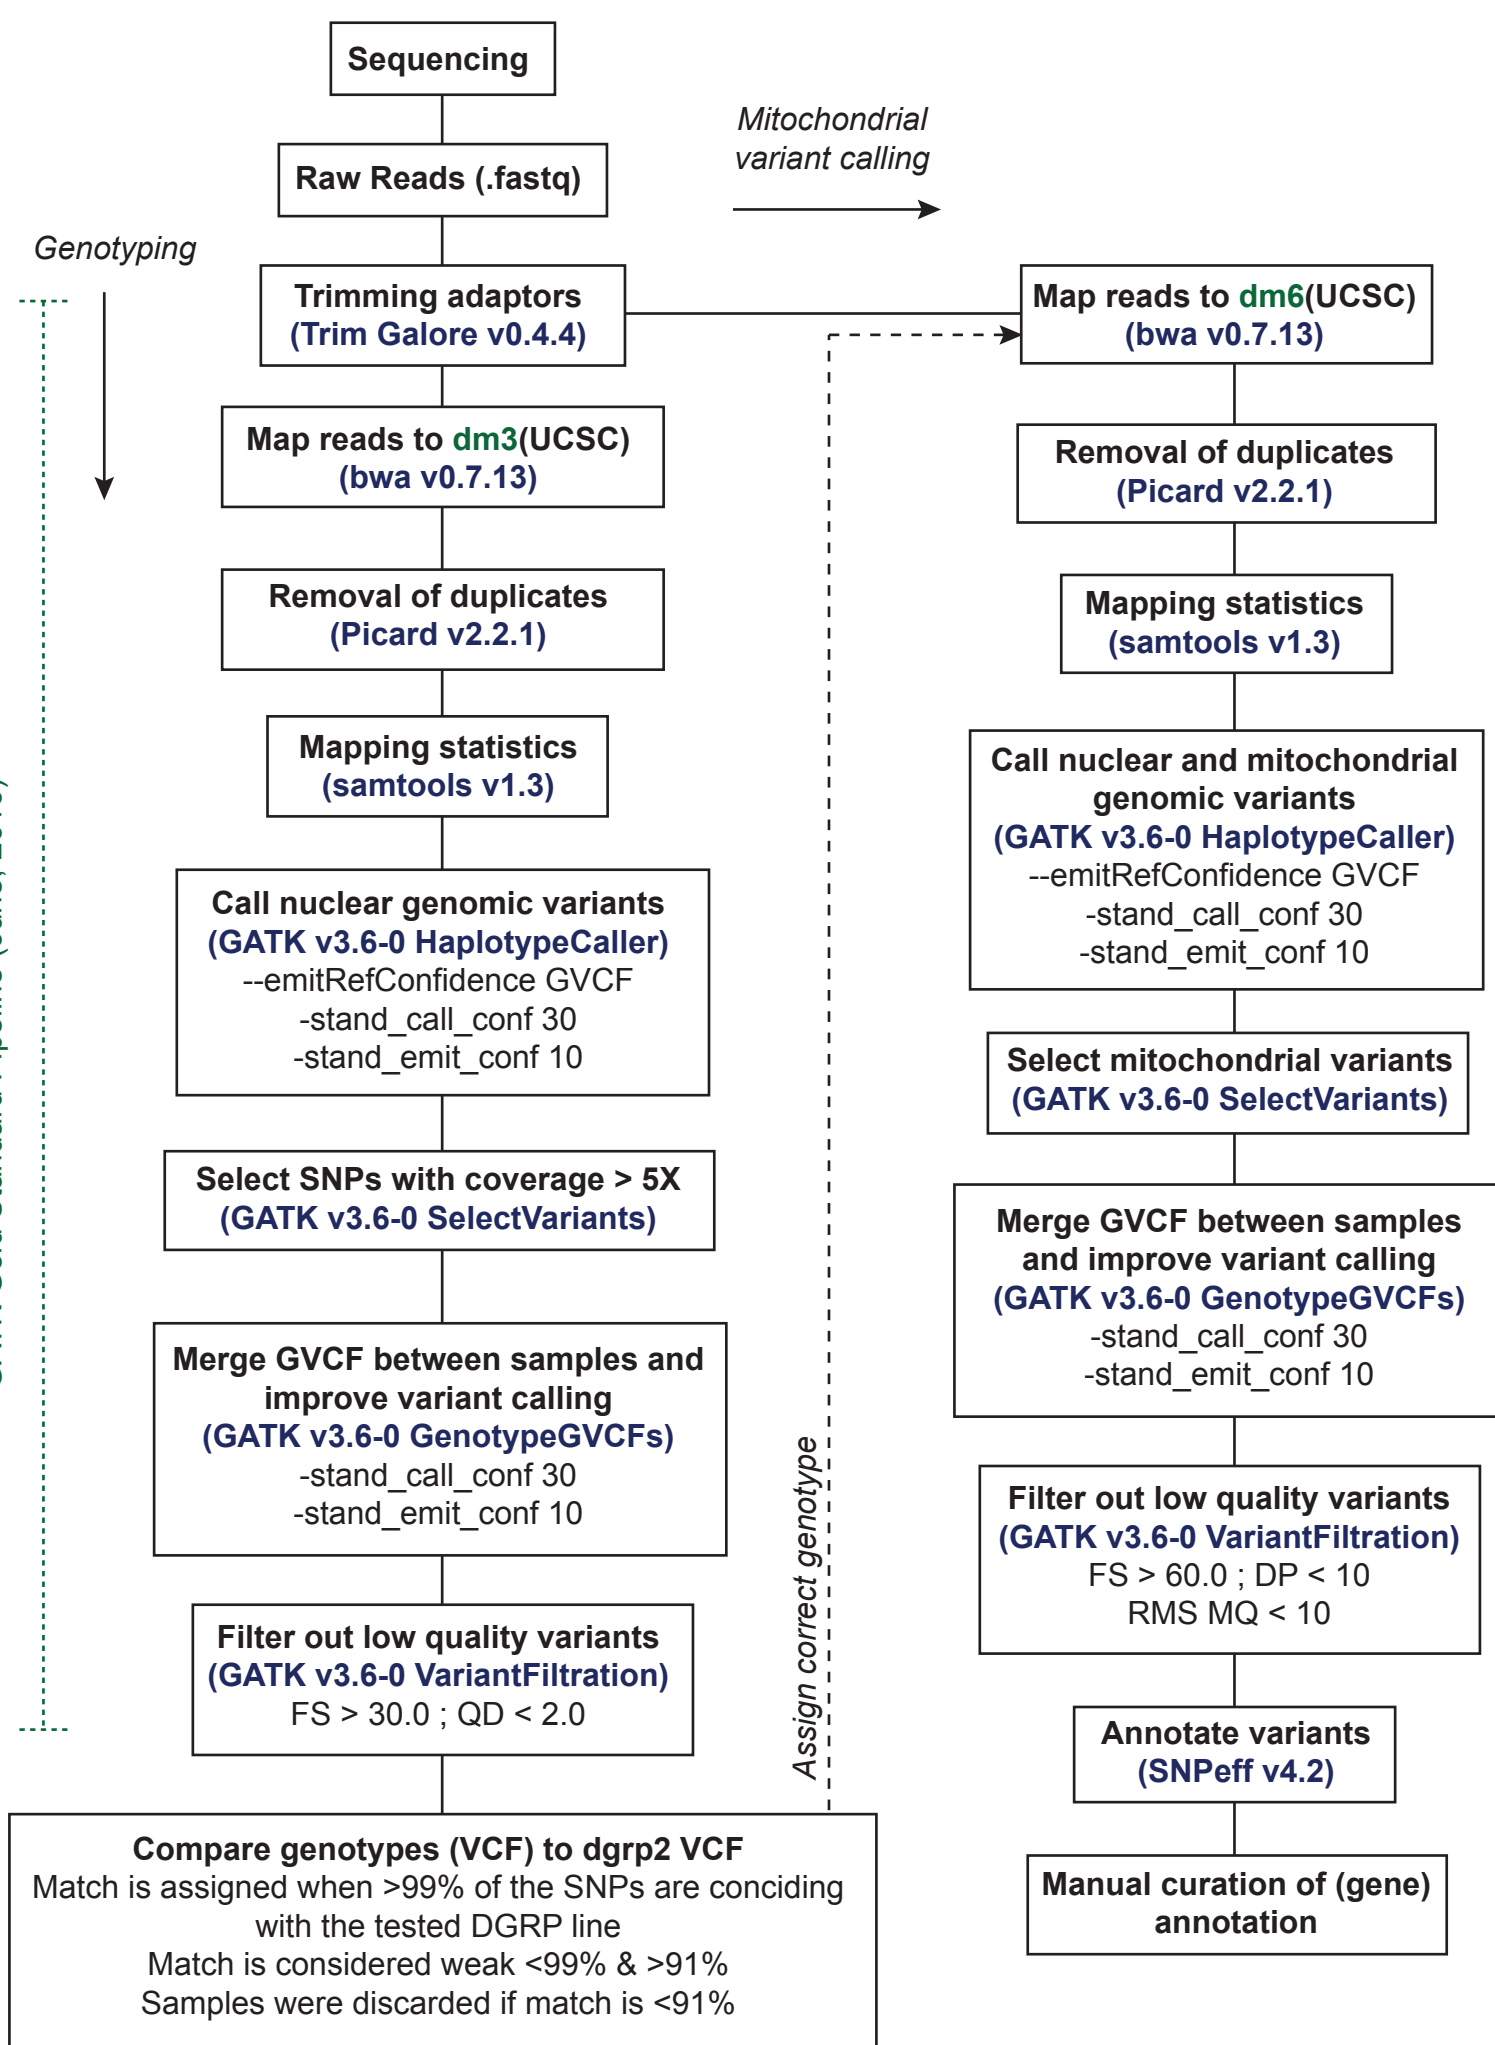 Sequencing
Raw Reads (.fastq)
Mitochondrial
variant calling
Genotyping
Trimming adaptors
(Trim Galore v0.4.4)
Map reads to dm3(UCSC)
(bwa v0.7.13)
Removal of duplicates
(Picard v2.2.1)
Mapping statistics
(samtools v1.3)
Call nuclear genomic variants
(GATK v3.6-0 HaplotypeCaller)
--emitRefConfidence GVCF
-stand_call_conf 30
-stand_emit_conf 10
Select SNPs with coverage > 5X
(GATK v3.6-0 SelectVariants)
Merge GVCF between samples and
improve variant calling
(GATK v3.6-0 GenotypeGVCFs)
-stand_call_conf 30
-stand_emit_conf 10
Filter out low quality variants
(GATK v3.6-0 VariantFiltration)
FS > 30.0 ; QD < 2.0
Compare genotypes (VCF) to dgrp2 VCF
Match is assigned when >99% of the SNPs are conciding
with the tested DGRP line
Match is considered weak <99% & >91%
Samples were discarded if match is <91%
Assign correct genotype
Map reads to dm6(UCSC)
(bwa v0.7.13)
Removal of duplicates
(Picard v2.2.1)
Mapping statistics
(samtools v1.3)
Call nuclear and mitochondrial
genomic variants
(GATK v3.6-0 HaplotypeCaller)
--emitRefConfidence GVCF
-stand_call_conf 30
-stand_emit_conf 10
Select mitochondrial variants
(GATK v3.6-0 SelectVariants)
Merge GVCF between samples
and improve variant calling
(GATK v3.6-0 GenotypeGVCFs)
-stand_call_conf 30
-stand_emit_conf 10
Filter out low quality variants
(GATK v3.6-0 VariantFiltration)
FS > 60.0 ; DP < 10
RMS MQ < 10
Annotate variants
(SNPeff v4.2)
Manual curation of (gene)
annotation